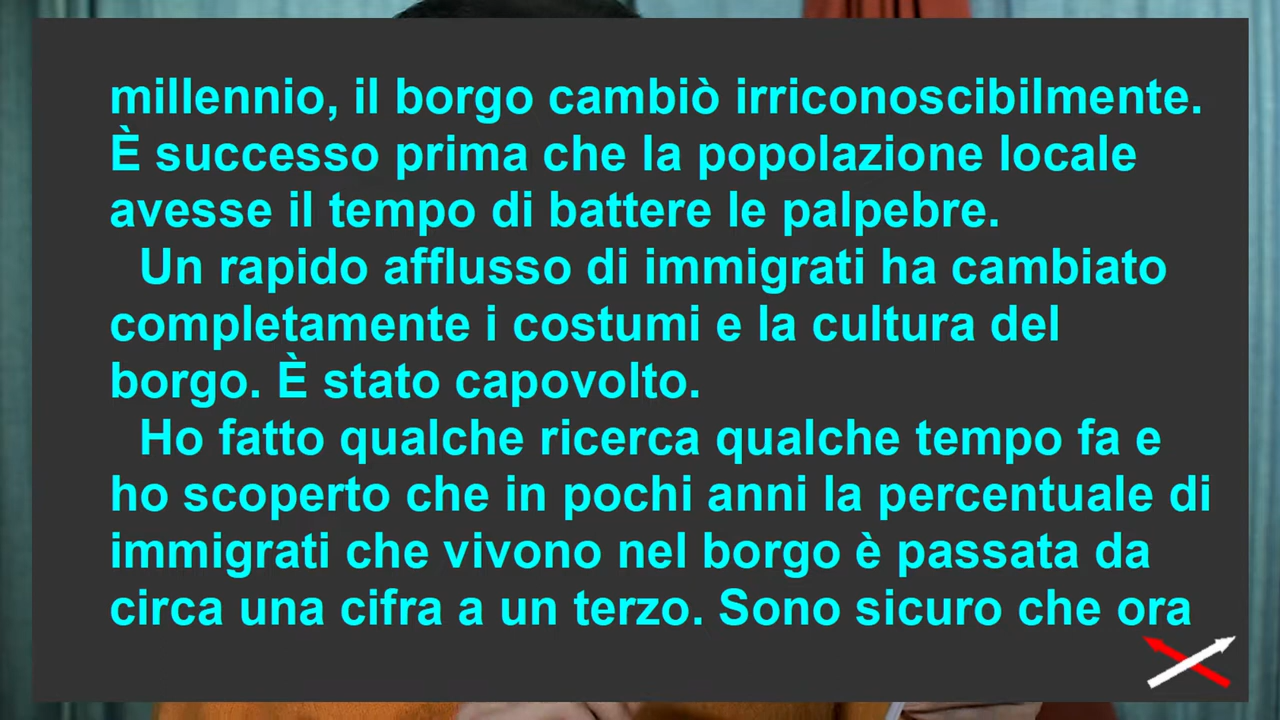 millennio, il borgo cambiò irriconoscibilmente.
È successo prima che la popolazione locale
avesse il tempo di battere le palpebre.
Un rapido afflusso di immigrati ha cambiato
completamente i costumi e la cultura del
borgo. È stato capovolto.
Ho fatto qualche ricerca qualche tempo fa e
ho scoperto che in pochi anni la percentuale di
immigrati che vivono nel borgo è passata da
circa una cifra a un terzo. Sono sicuro che ora